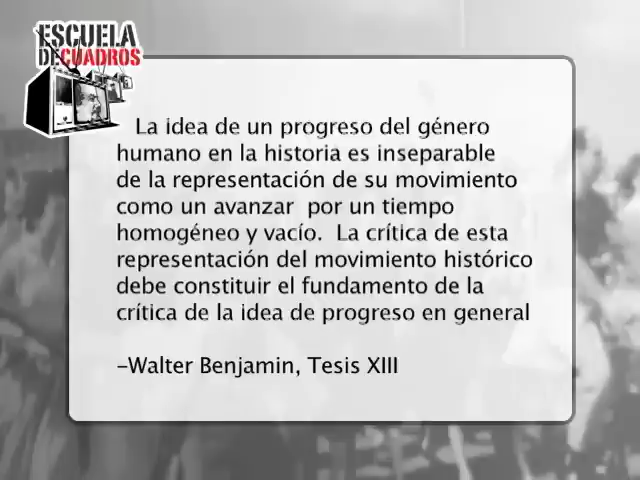 ESCUELA
DECUADROS
La idea de un progreso del género
humano en la historia es inseparable
de la representación de su movimiento
como un avanzar por un tiempo
homogéneo y vacío. La crítica de esta
representación del movimiento histórico
debe constituir el fundamento de la
crítica de la idea de progreso en general
–Walter Benjamin, Tesis XIII